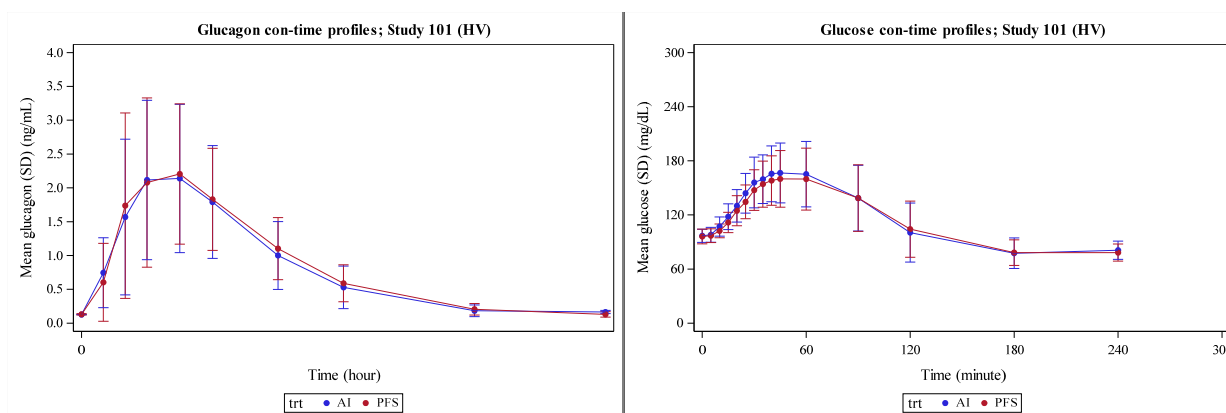 Glucagon con-time profiles; Study 101 (HV)
Mean glucagon (SD) (ng/mL)
4.0
3.5
3.0
2.5
2.0
1.5
1.0
0.5
0.0
0
Time (hour)
trt AI PFS
Glucose con-time profiles; Study 101 (HV)
Mean glucose (SD) (mg/dL)
300
240
180
120
60
0
0 60 120 180 240 300
Time (minute)
trt AI PFS